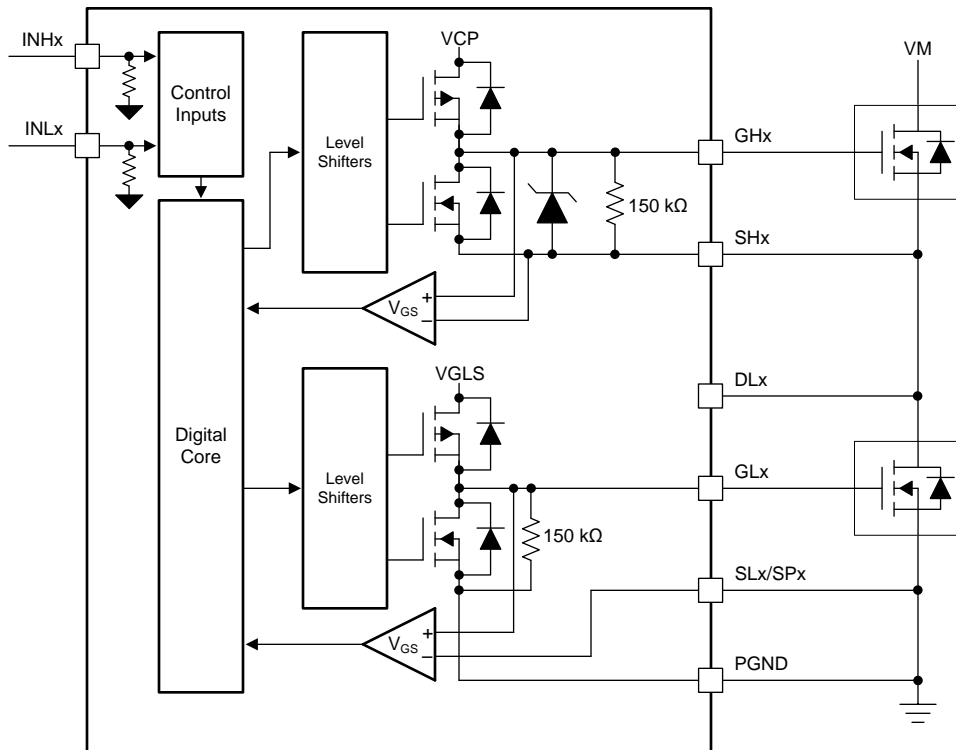 INHx
INLx
Control
Inputs
Level
Shifters
VCP
VM
GHx
150 kΩ
SHx
VGS
+
−
DLx
Digital
Core
VGLS
Level
Shifters
GLx
150 kΩ
SLx/SPx
VGS
+
−
PGND